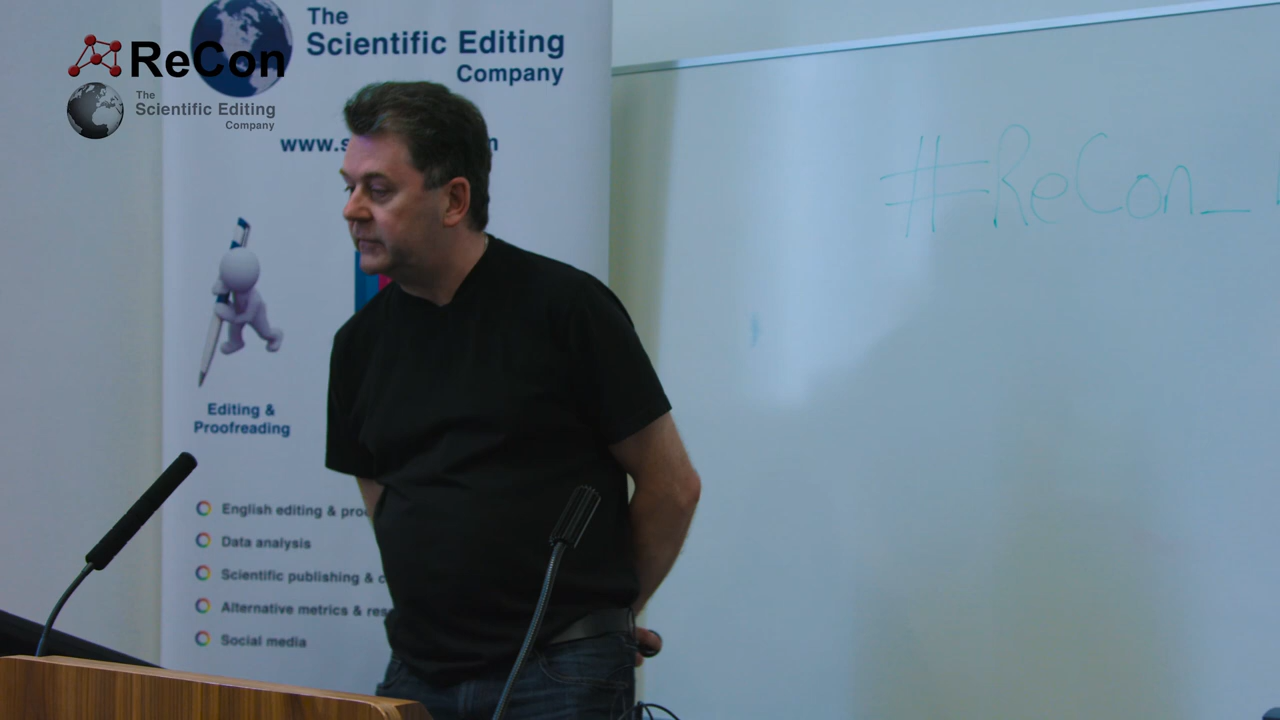 ReCon
The
Scientific Editing
Company
The
Scientific Editing
Company
www.s
#ReCon_
Editing &
Proofreading
English editing & pro
Data analysis
Scientific publishing & c
Alternative metrics & res
Social media